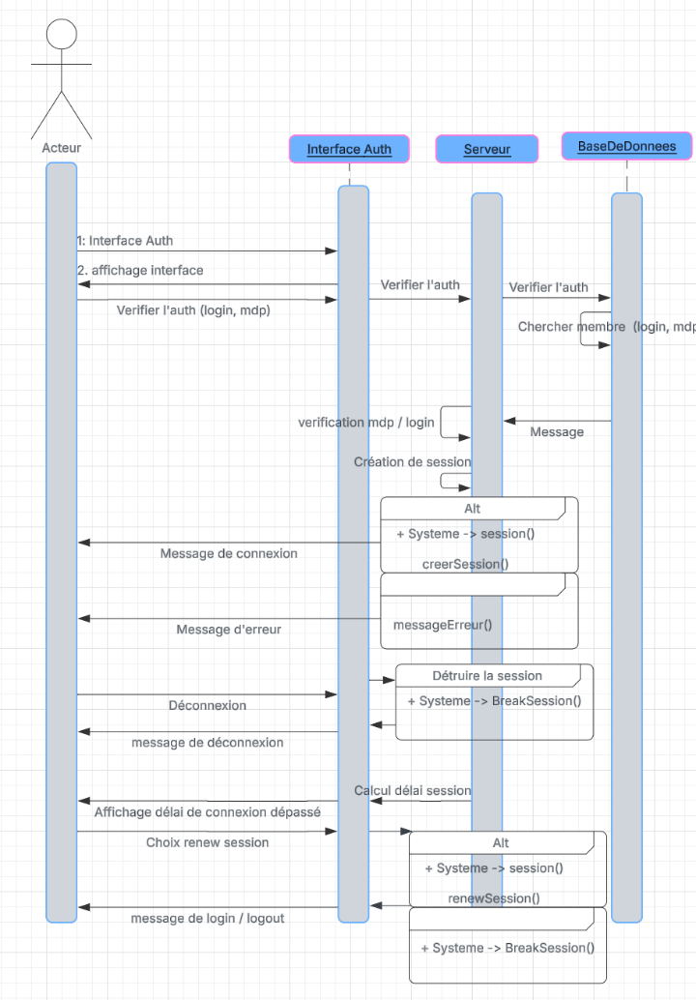 Acteur
Interface Auth
Serveur
BaseDeDonnees
1: Interface Auth
2. affichage interface
Verifier l'auth
Verifier l'auth
Verifier l'auth (login, mdp)
Chercher membre (login, mdp
verification mdp / login
Message
Création de session
Alt
+ Systeme -> session()
Message de connexion
creerSession()
Message d'erreur
messageErreur()
Détruire la session
+ Systeme -> BreakSession()
Déconnexion
message de déconnexion
Calcul délai session
Affichage délai de connexion dépassé
Choix renew session
Alt
+ Systeme -> session()
renewSession()
message de login / logout
+ Systeme -> BreakSession()